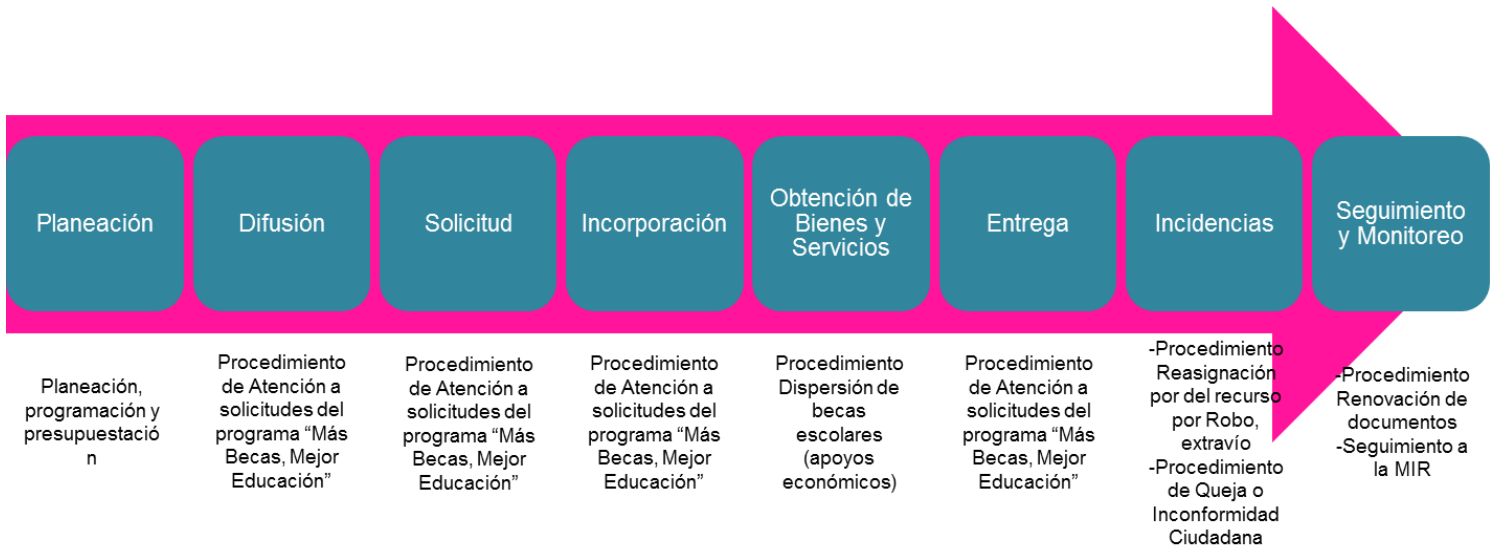 Planeación
Difusión
Solicitud
Incorporación
Obtención de
Bienes y
Servicios
Entrega
Incidencias
Seguimiento
y Monitoreo
Planeación,
programación y
presupuestació
n
Procedimiento
de Atención a
solicitudes del
programa “Más
Becas, Mejor
Educación”
Procedimiento
de Atención a
solicitudes del
programa “Más
Becas, Mejor
Educación”
Procedimiento
de Atención a
solicitudes del
programa “Más
Becas, Mejor
Educación”
Procedimiento
Dispersión de
becas
escolares
(apoyos
económicos)
Procedimiento
de Atención a
solicitudes del
programa “Más
Becas, Mejor
Educación”
-Procedimiento
Reasignación
por del recurso
por Robo,
extravío
-Procedimiento
de Queja o
Inconformidad
Ciudadana
-Procedimiento
Renovación de
documentos
-Seguimiento a
la MIR